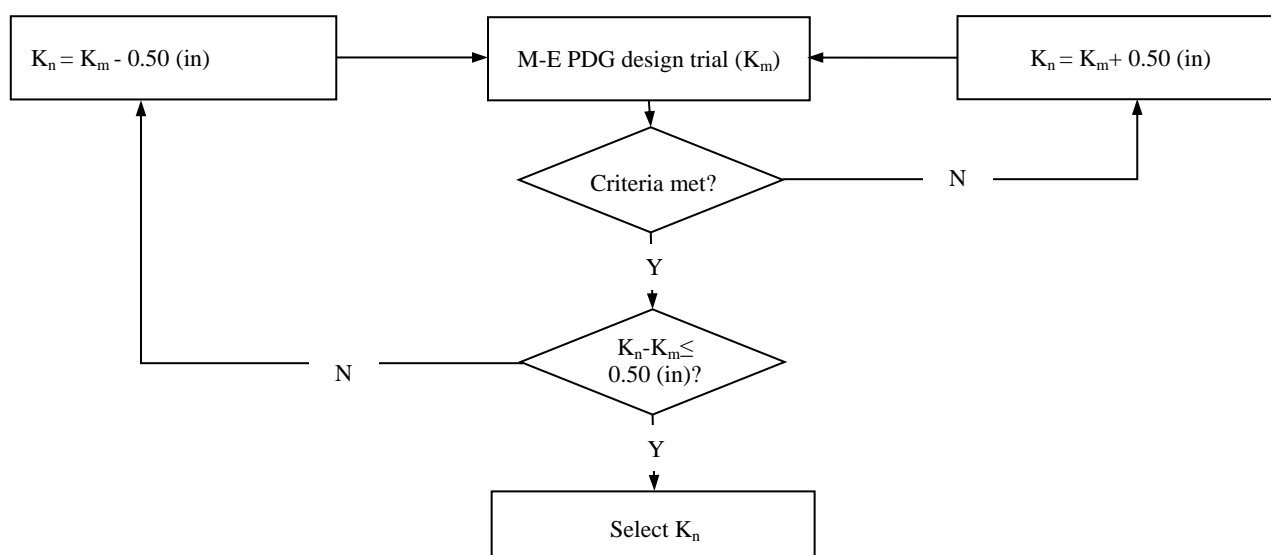 Kn = Km - 0.50 (in)
M-E PDG design trial (Km)
Kn = Km+ 0.50 (in)
Criteria met?
N
Y
Kn-Km≤
0.50 (in)?
N
Y
Select Kn